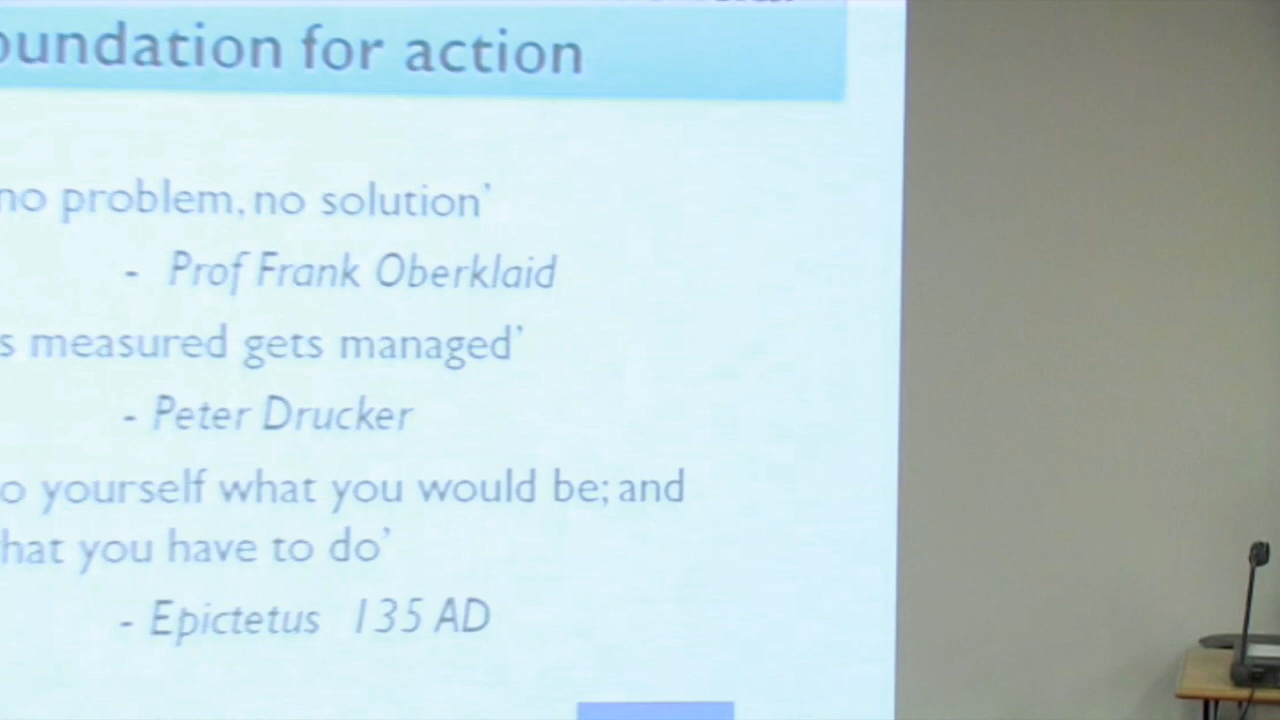 oundation for action
no problem, no solution’
- Prof Frank Oberklaid
s measured gets managed’
- Peter Drucker
o yourself what you would be; and
hat you have to do’
- Epictetus 135 AD